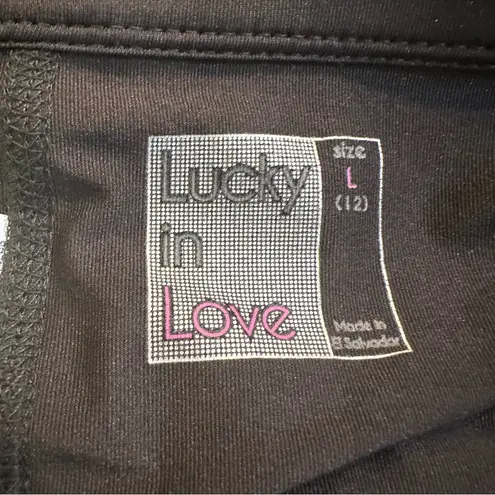 Lucky
in
Love
size
L
(12)
Made in
El Salvador